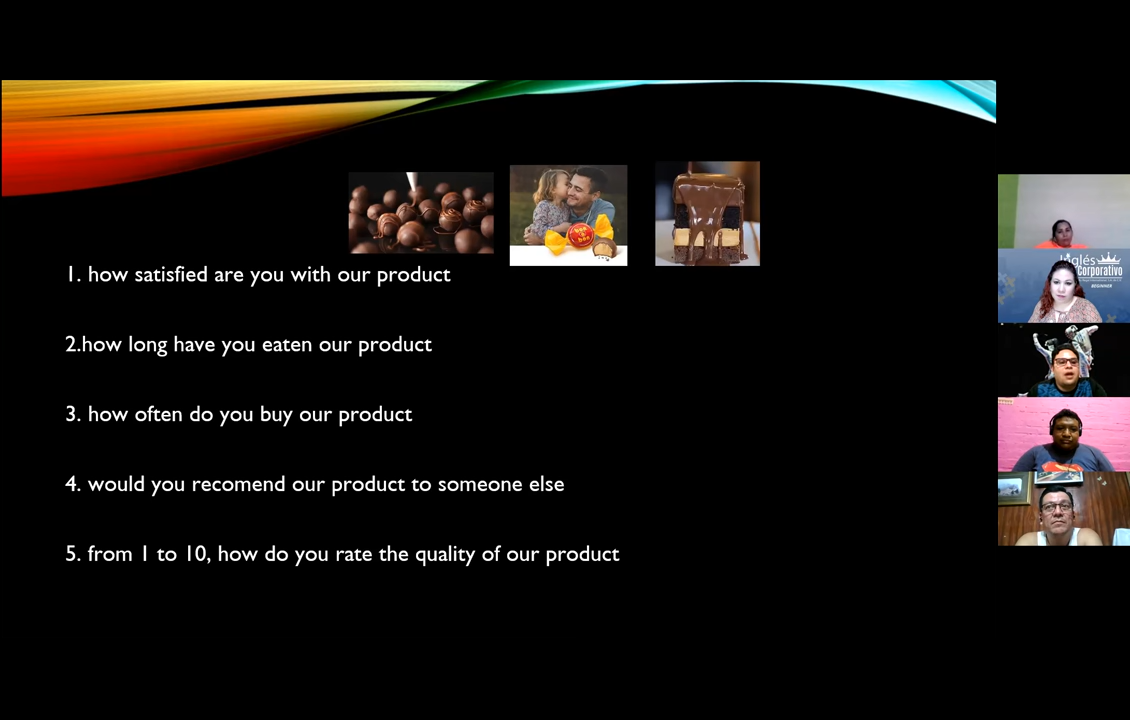 1. how satisfied are you with our product
2.how long have you eaten our product
3. how often do you buy our product
4. would you recomend our product to someone else
5. from 1 to 10, how do you rate the quality of our product
Inglés
Corporativo
BEGINNER